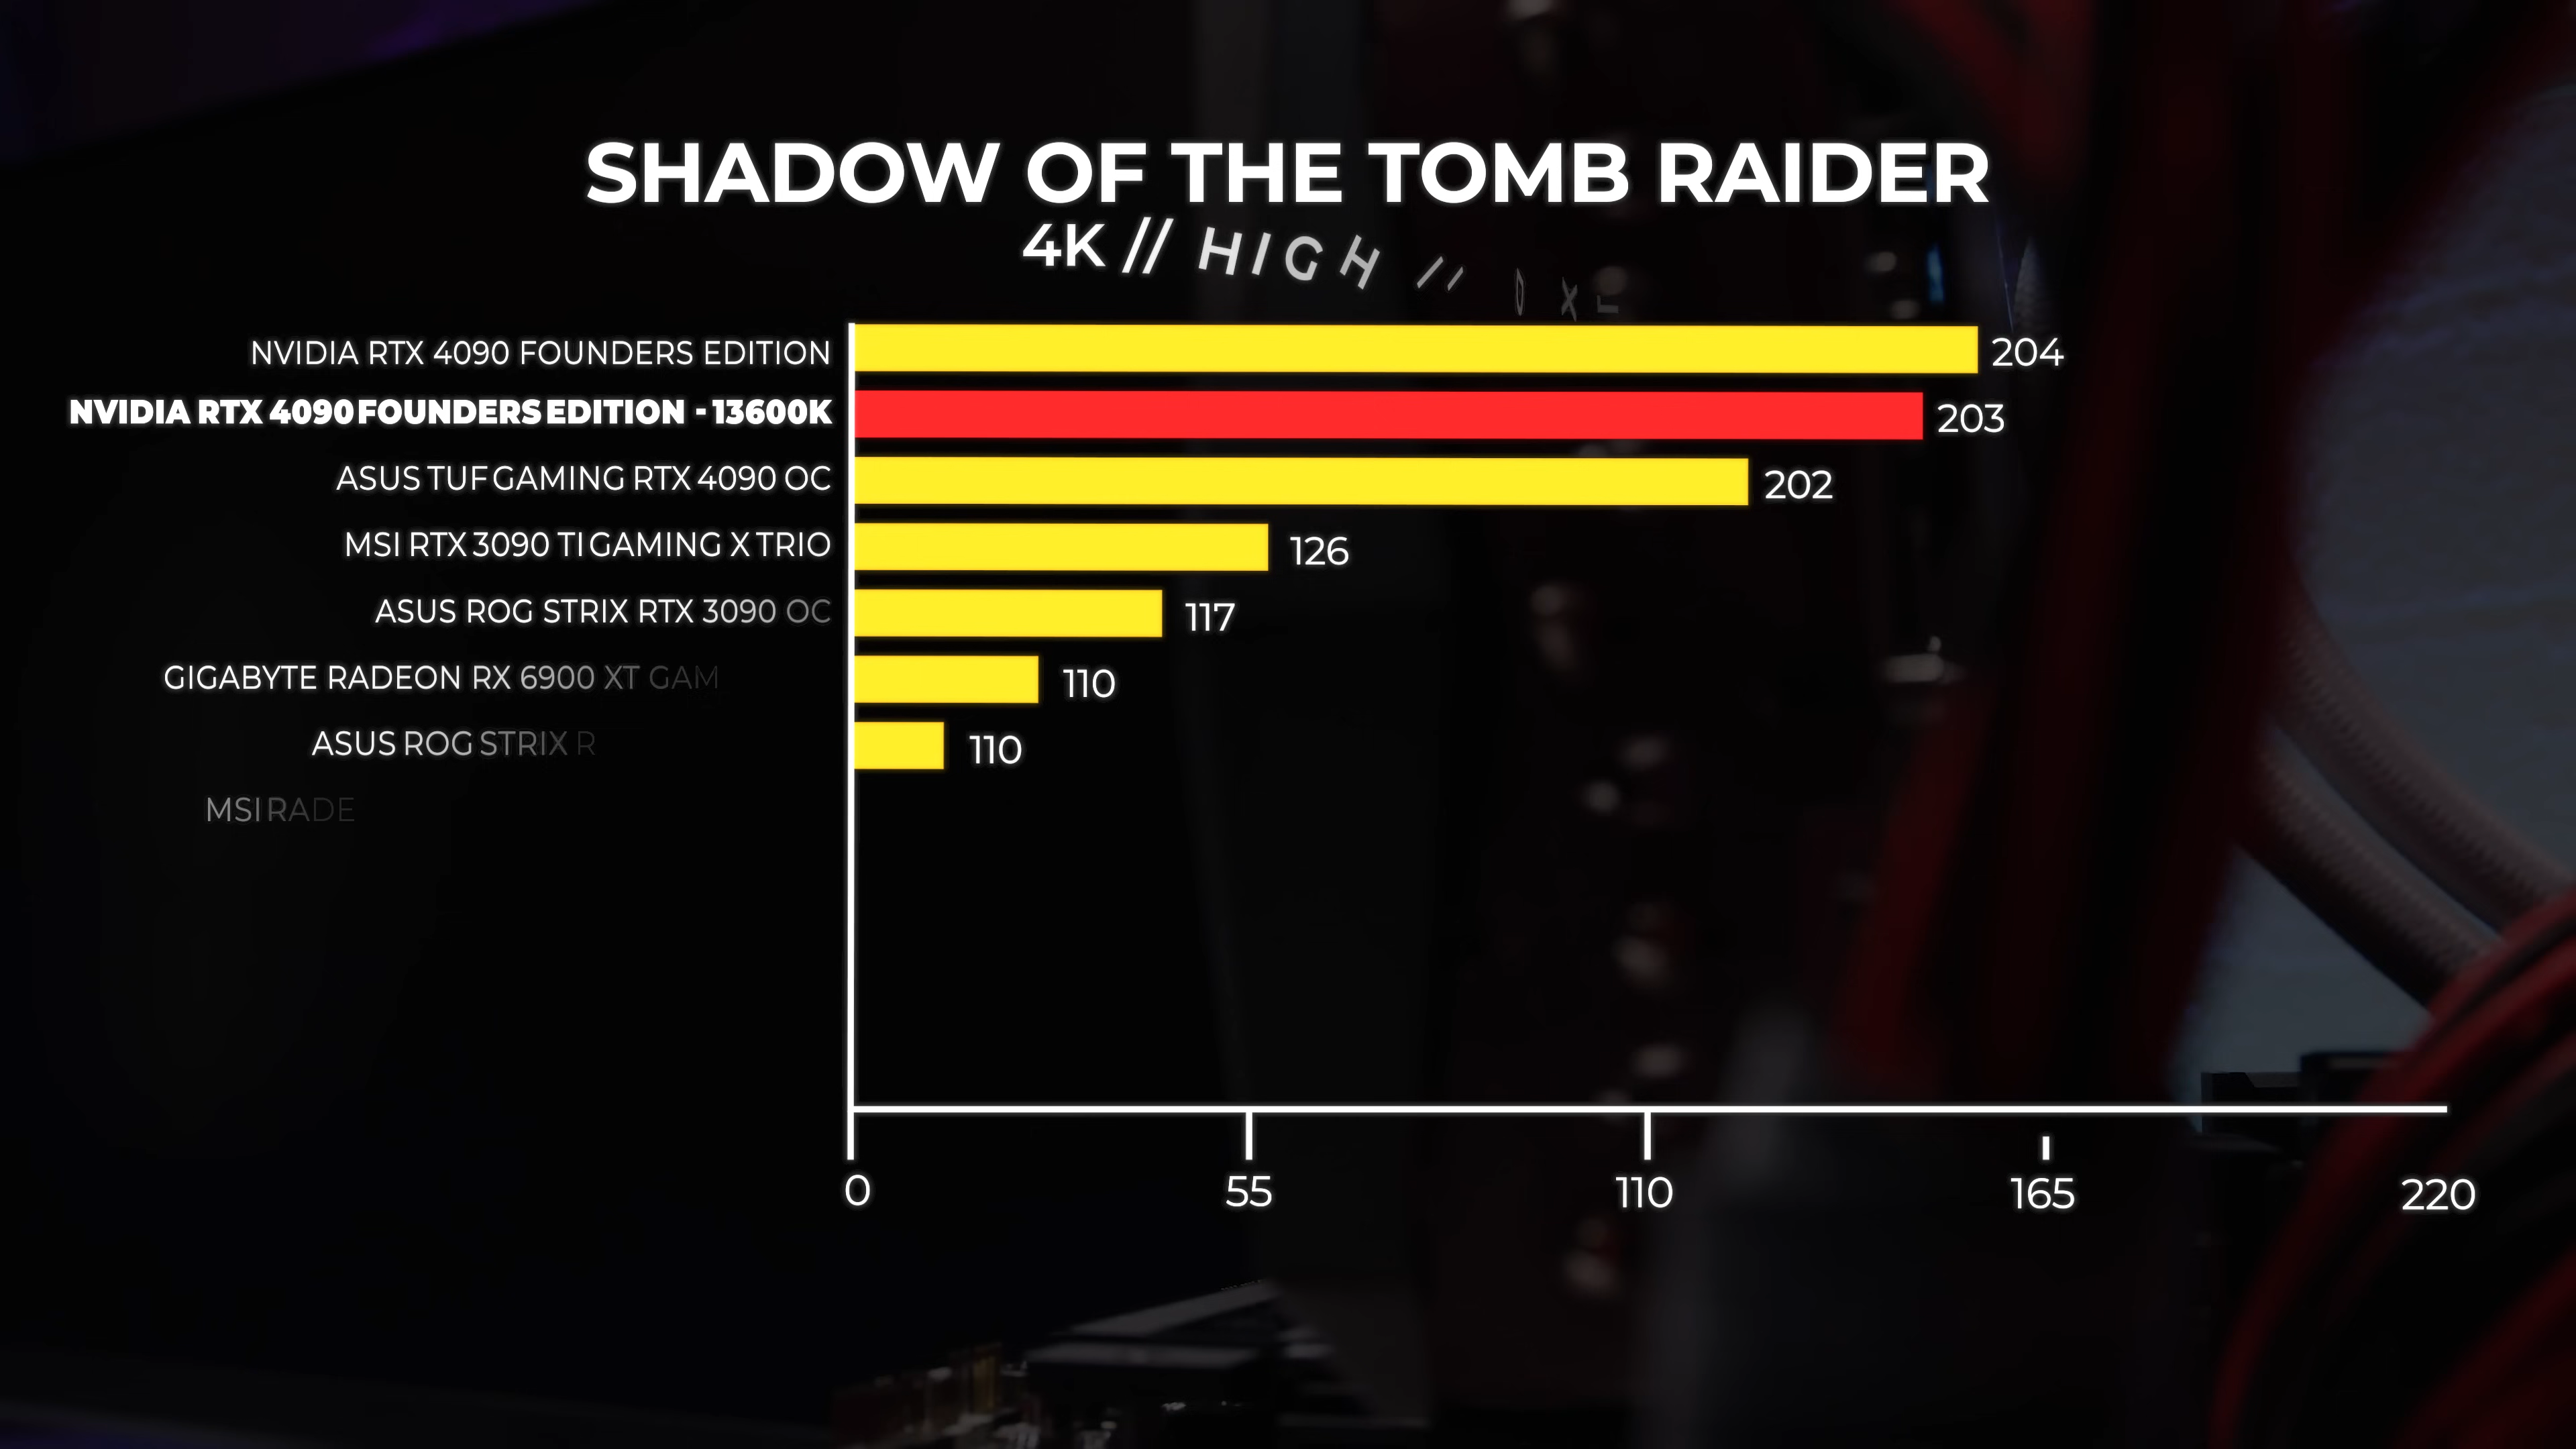 SHADOW OF THE TOMB RAIDER
4K // HIGH //
NVIDIA RTX 4090 FOUNDERS EDITION 204
NVIDIA RTX 4090 FOUNDERS EDITION - 13600K 203
ASUS TUF GAMING RTX 4090 OC 202
MSI RTX 3090 TI GAMING X TRIO 126
ASUS ROG STRIX RTX 3090 OC 117
GIGABYTE RADEON RX 6900 XT GAM 110
ASUS ROG STRIX R 110
MSI RADE
0 55 110 165 220